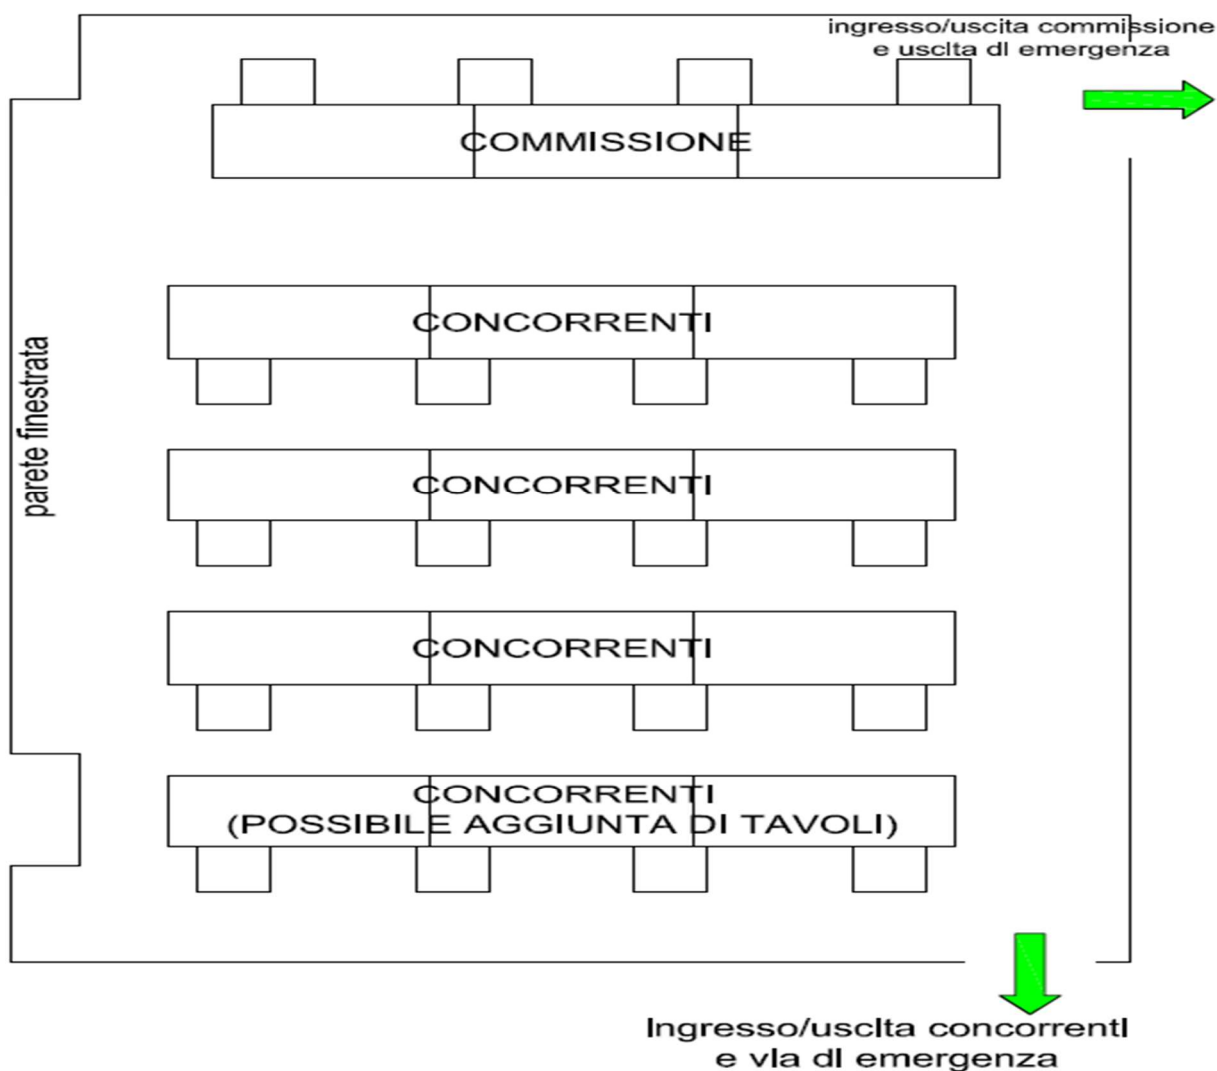 ingresso/uscita commissione
e uscita di emergenza
COMMISSIONE
CONCORRENTI
parete finestrata
CONCORRENTI
CONCORRENTI
CONCORRENTI
(POSSIBILE AGGIUNTA DI TAVOLI)
Ingresso/uscita concorrenti
e via di emergenza